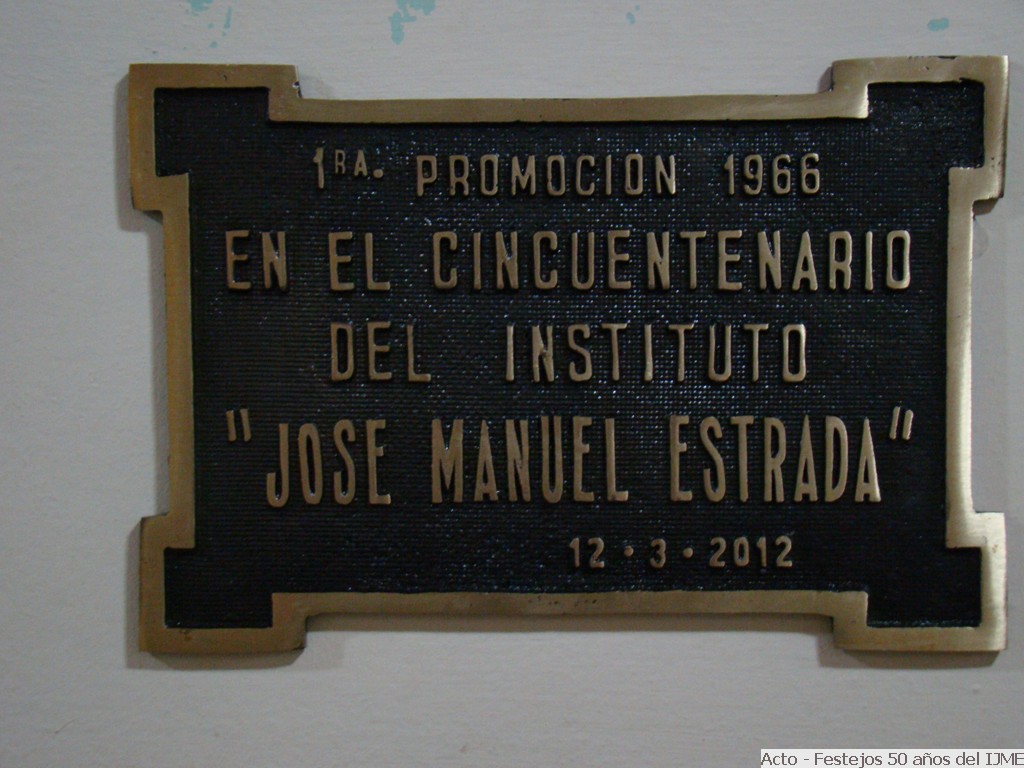 1RA. PROMOCION 1966
EN EL CINCUENTENARIO
DEL INSTITUTO
"JOSE MANUEL ESTRADA"
12 • 3 • 2012
Acto - Festejos 50 años del IJME